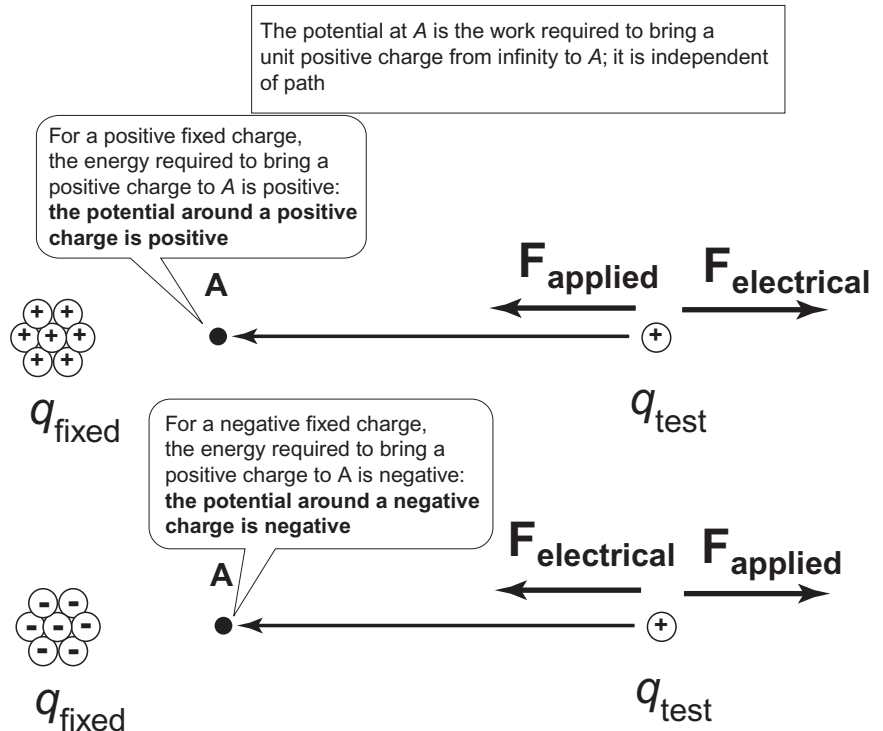 The potential at A is the work required to bring a
unit positive charge from infinity to A; it is independent
of path
For a positive fixed charge,
the energy required to bring a
positive charge to A is positive:
the potential around a positive
charge is positive
A
F applied
F electrical
+ +
+ + +
+ +
+
q fixed
q test
For a negative fixed charge,
the energy required to bring a
positive charge to A is negative:
the potential around a negative
charge is negative
A
F electrical
F applied
- -
- - -
- -
+
q fixed
q test